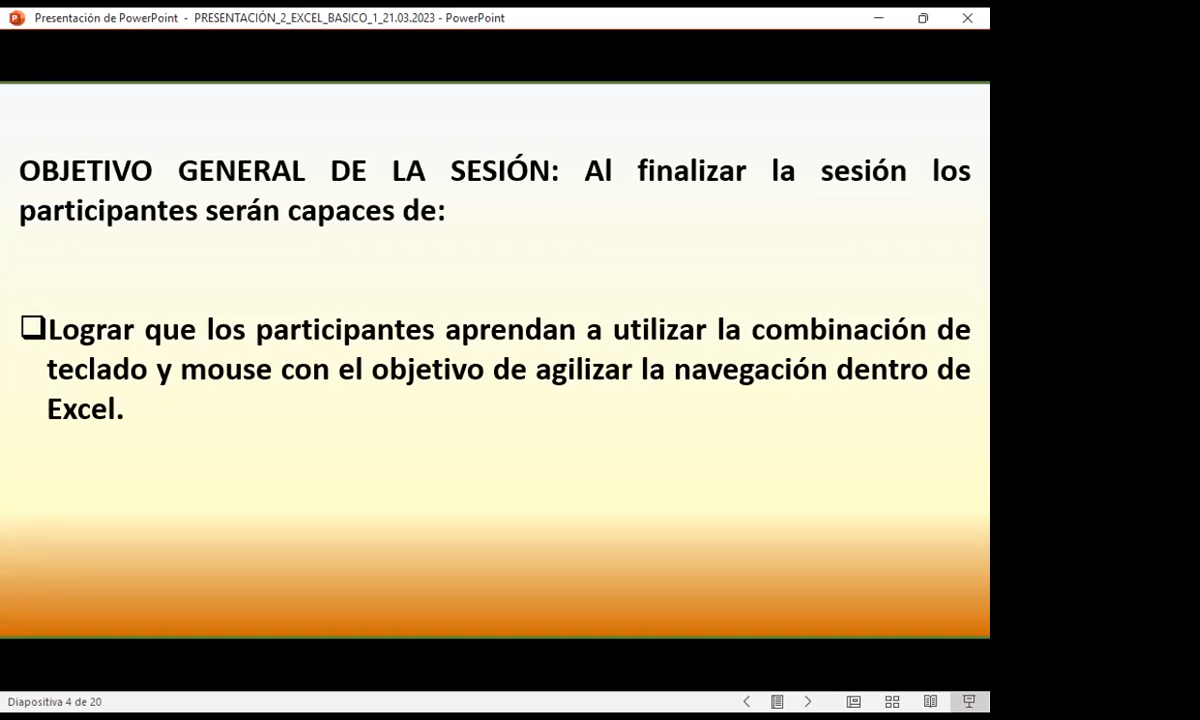 Presentación de PowerPoint - PRESENTACIÓN_2_EXCEL_BASICO_1_21.03.2023 - PowerPoint
OBJETIVO GENERAL DE LA SESIÓN: Al finalizar la sesión los
participantes serán capaces de:
Lograr que los participantes aprendan a utilizar la combinación de
teclado y mouse con el objetivo de agilizar la navegación dentro de
Excel.
Diapositiva 4 de 20